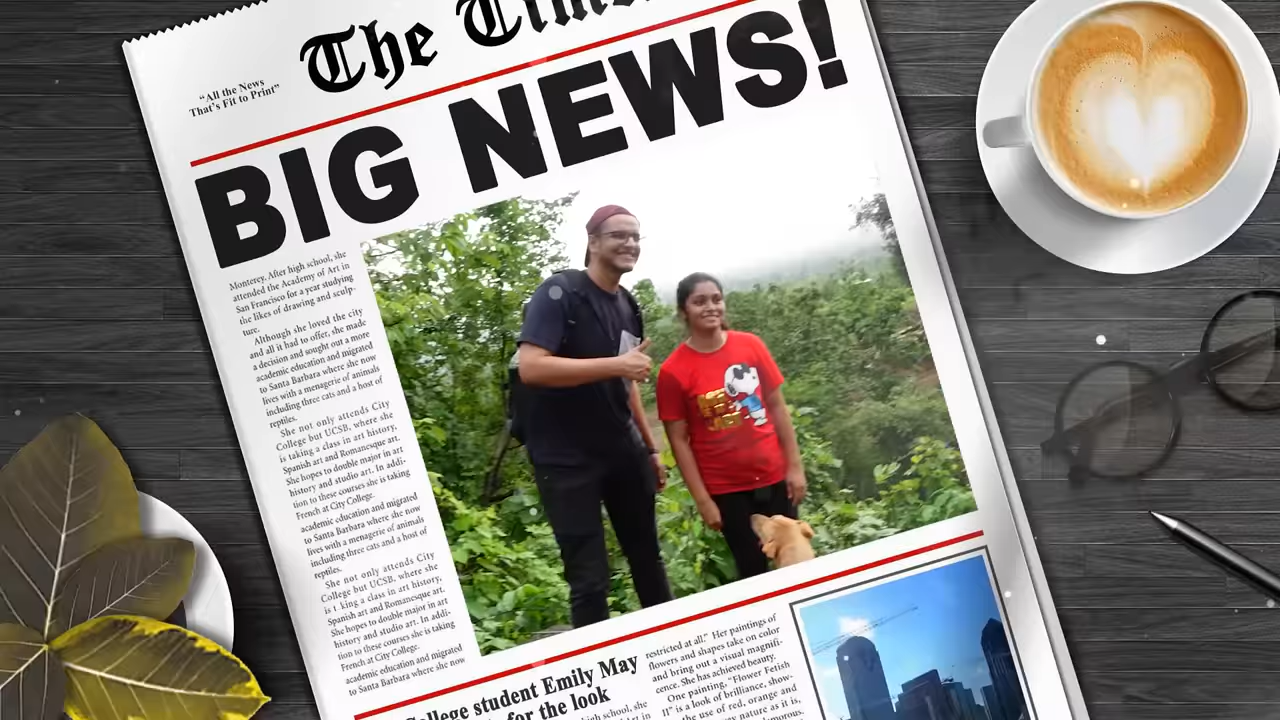 The Times
"All the News
That's Fit to Print"
BIG NEWS!
Monterey. After high school, she
attended the Academy of Art in
San Francisco for a year studying
the likes of drawing and sculp-
ture.
Although she loved the city
and all it had to offer, she made
a decision and sought out a more
academic education and migrated
to Santa Barbara where she now
lives with a menagerie of animals
including three cats and a host of
reptiles.
She not only attends City
College but UCSB, where she
is taking a class in art history,
Spanish art and Romanesque art.
She hopes to double major in art
history and studio art. In addi-
tion to these courses she is taking
French at City College.
academic education and migrated
to Santa Barbara where she now
lives with a menagerie of animals
including three cats and a host of
reptiles.
She not only attends City
College but UCSB, where she
is t king a class in art history,
Spanish art and Romanesque art.
She hopes to double major in art
history and studio art. In addi-
tion to these courses she is taking
French at City College.
academic education and migrated
to Santa Barbara where she now
College student Emily May
for the look
high school, she
restricted at all." Her paintings of
flowers and shapes take on color
and bring out a visual magnifi-
cence. She has achieved beauty.
One painting, "Flower Fetish
II" is a look of brilliance, show-
the use of red, orange and
nature as it is,